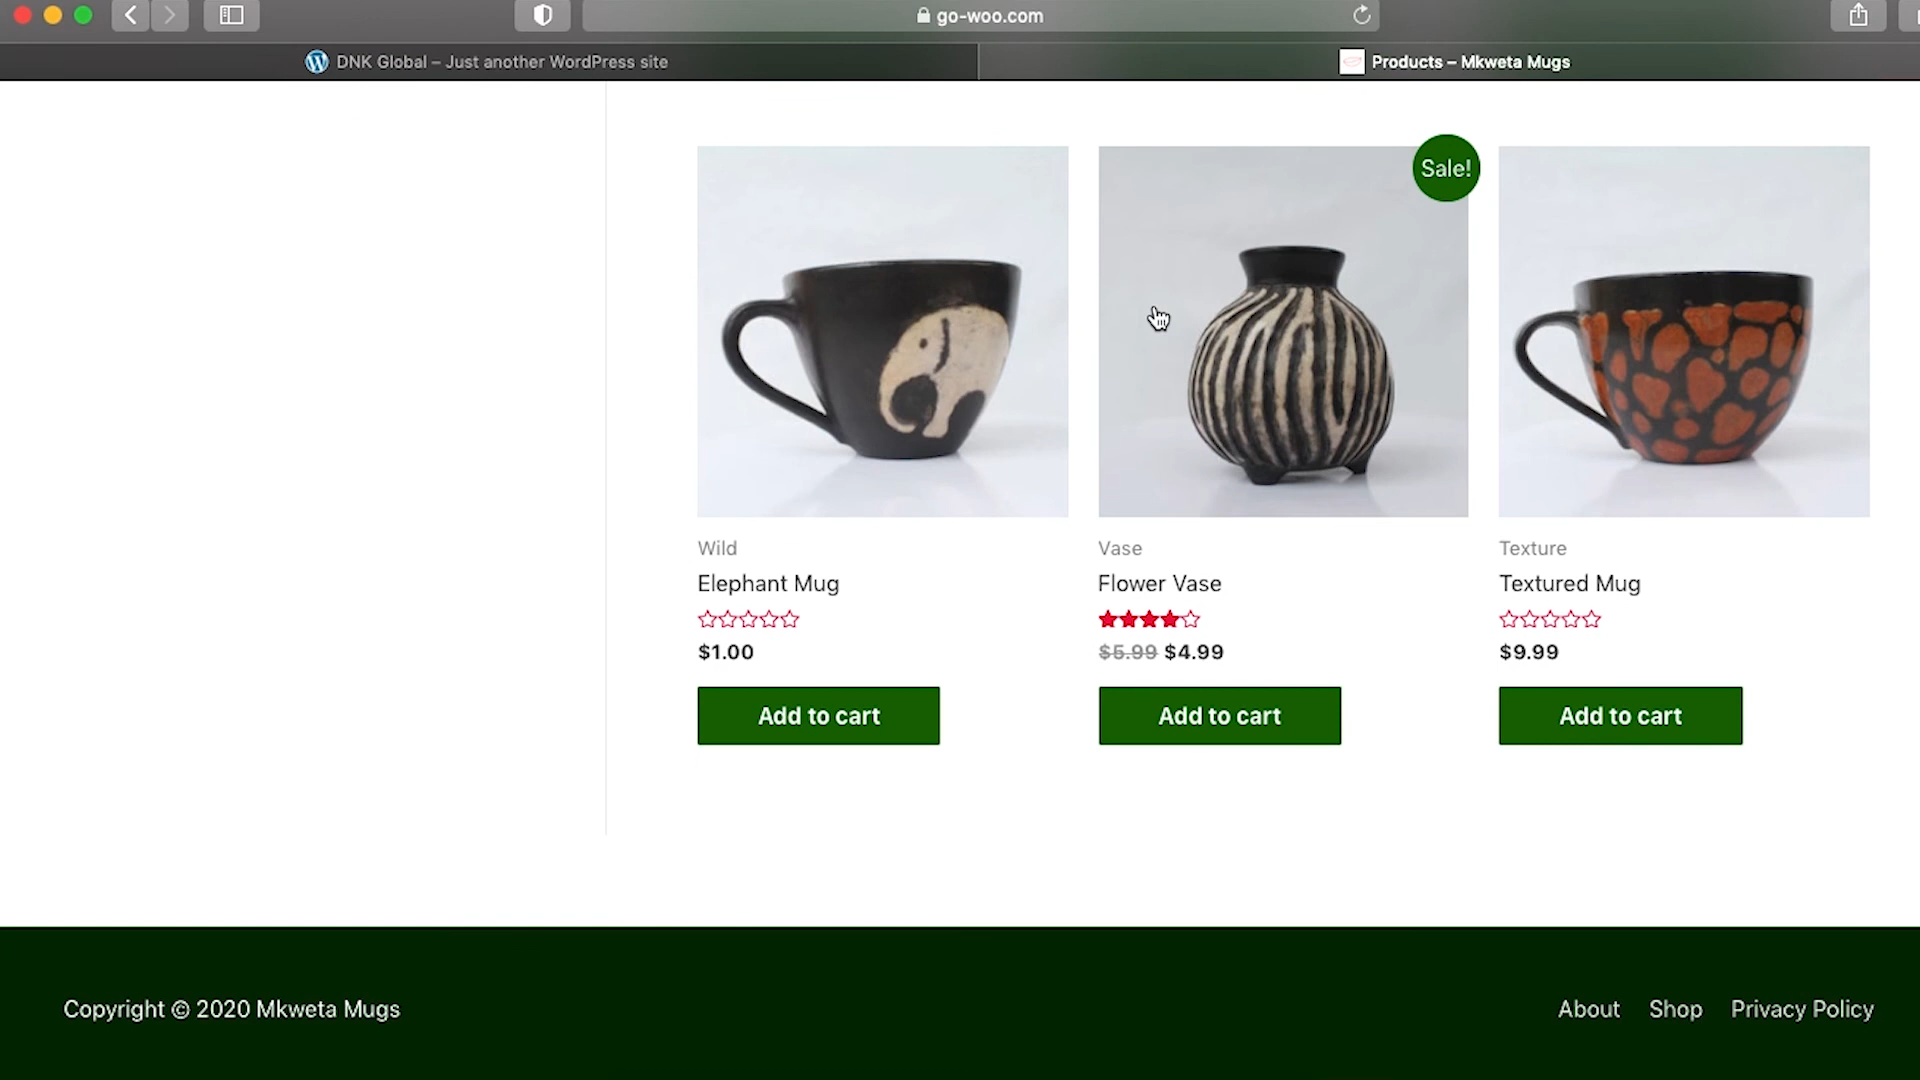 go-woo.com
DNK Global – Just another WordPress site
Products – Mkweta Mugs
Sale!
Wild
Elephant Mug
$1.00
Add to cart
Vase
Flower Vase
$5.99 $4.99
Add to cart
Texture
Textured Mug
$9.99
Add to cart
Copyright © 2020 Mkweta Mugs
About
Shop
Privacy Policy